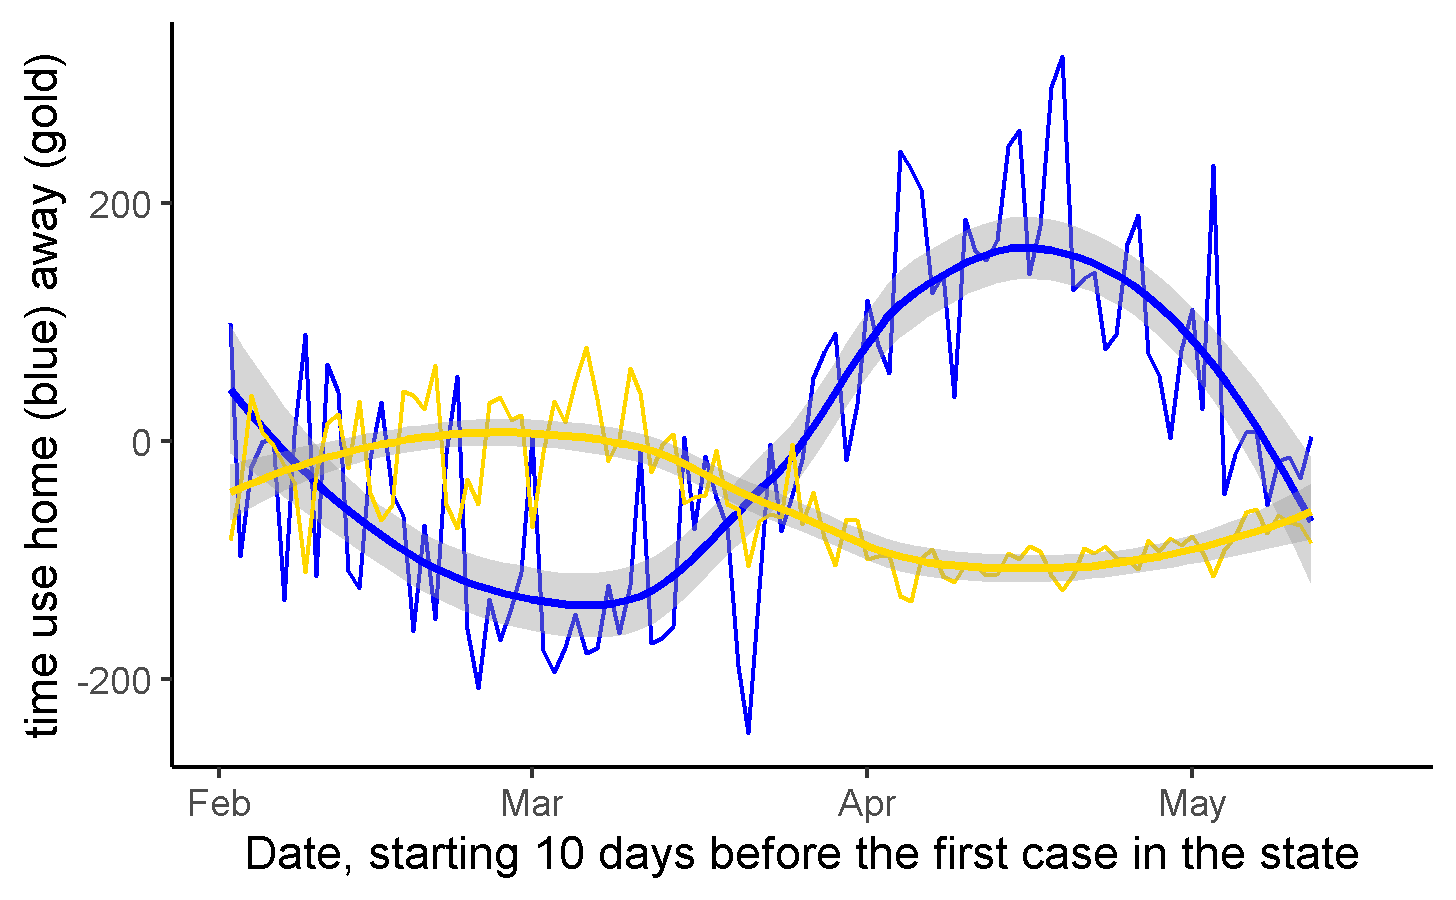 time use home (blue) away (gold)
200
0
-200
Feb
Mar
Apr
May
Date, starting 10 days before the first case in the state